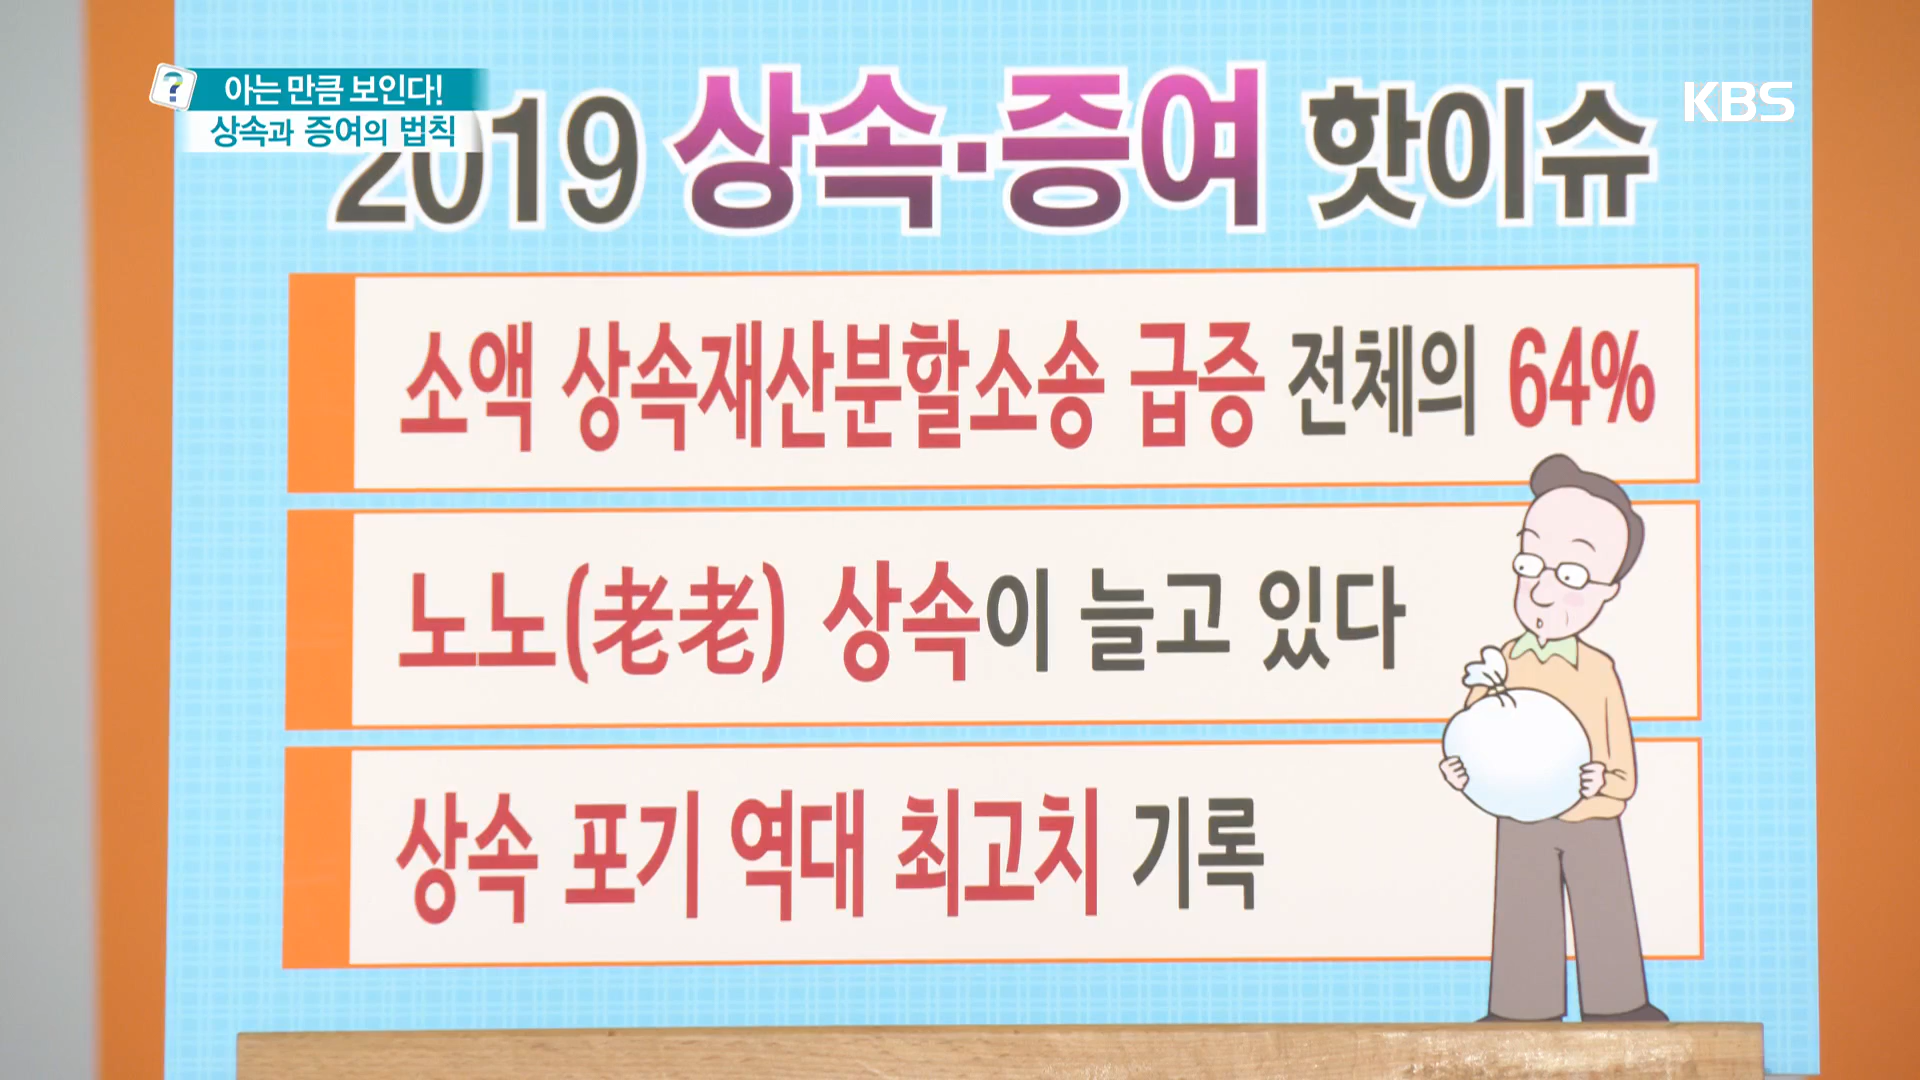 아는 만큼 보인다!
상속과 증여의 법칙
KBS
2019 상속·증여 핫이슈
소액 상속재산분할소송 급증 전체의 64%
노노(老老) 상속이 늘고 있다
상속 포기 역대 최고치 기록